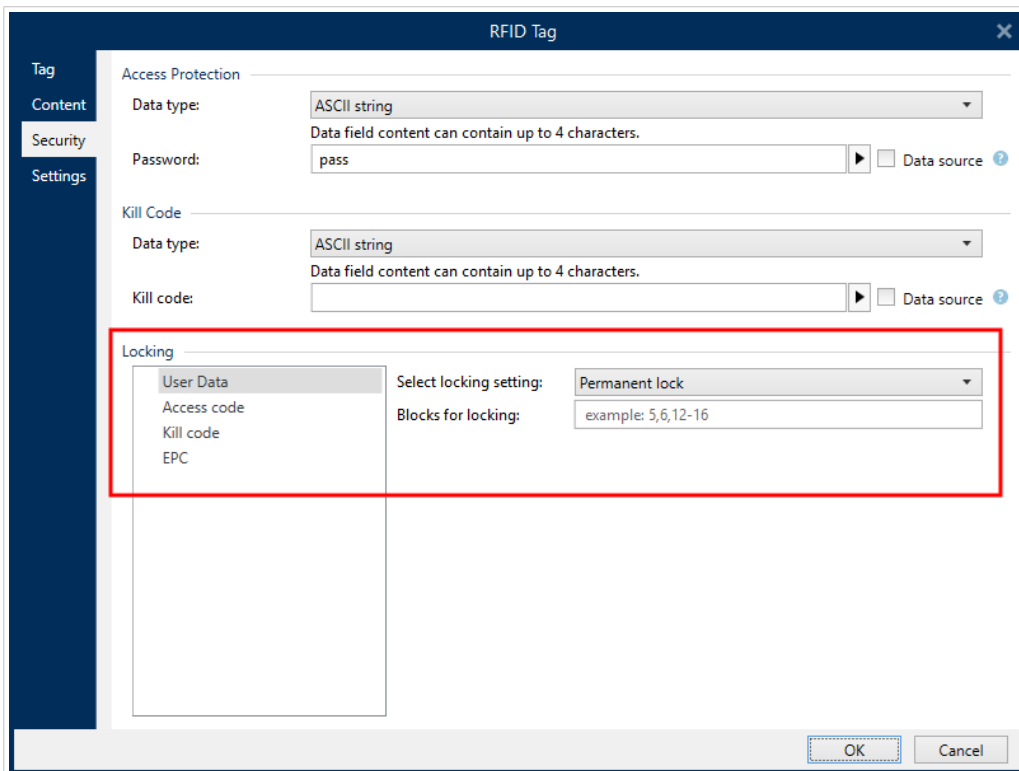 RFID Tag
Tag
Content
Security
Settings
Access Protection
Data type: ASCII string
Data field content can contain up to 4 characters.
Password: pass Data source ?
Kill Code
Data type: ASCII string
Data field content can contain up to 4 characters.
Kill code: Data source ?
Locking
User Data
Access code
Kill code
EPC
Select locking setting: Permanent lock
Blocks for locking: example: 5,6,12-16
OK Cancel